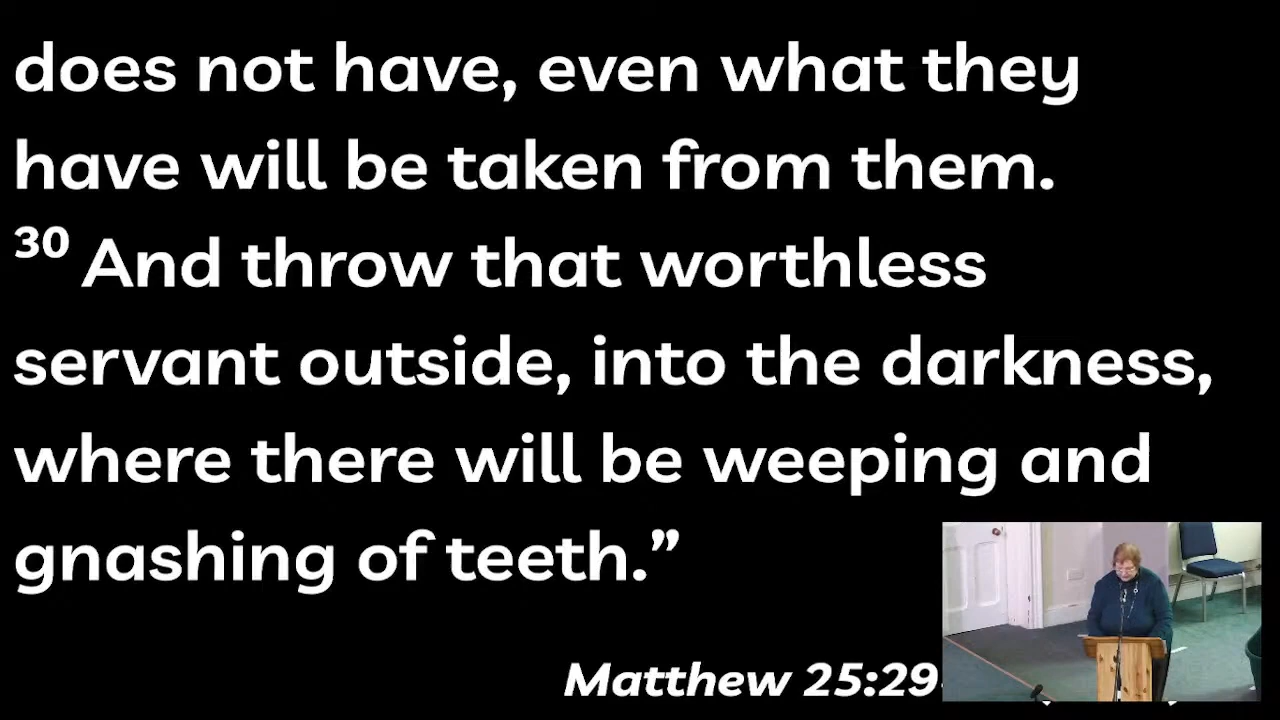 does not have, even what they
have will be taken from them.
30 And throw that worthless
servant outside, into the darkness,
where there will be weeping and
gnashing of teeth.”
Matthew 25:29